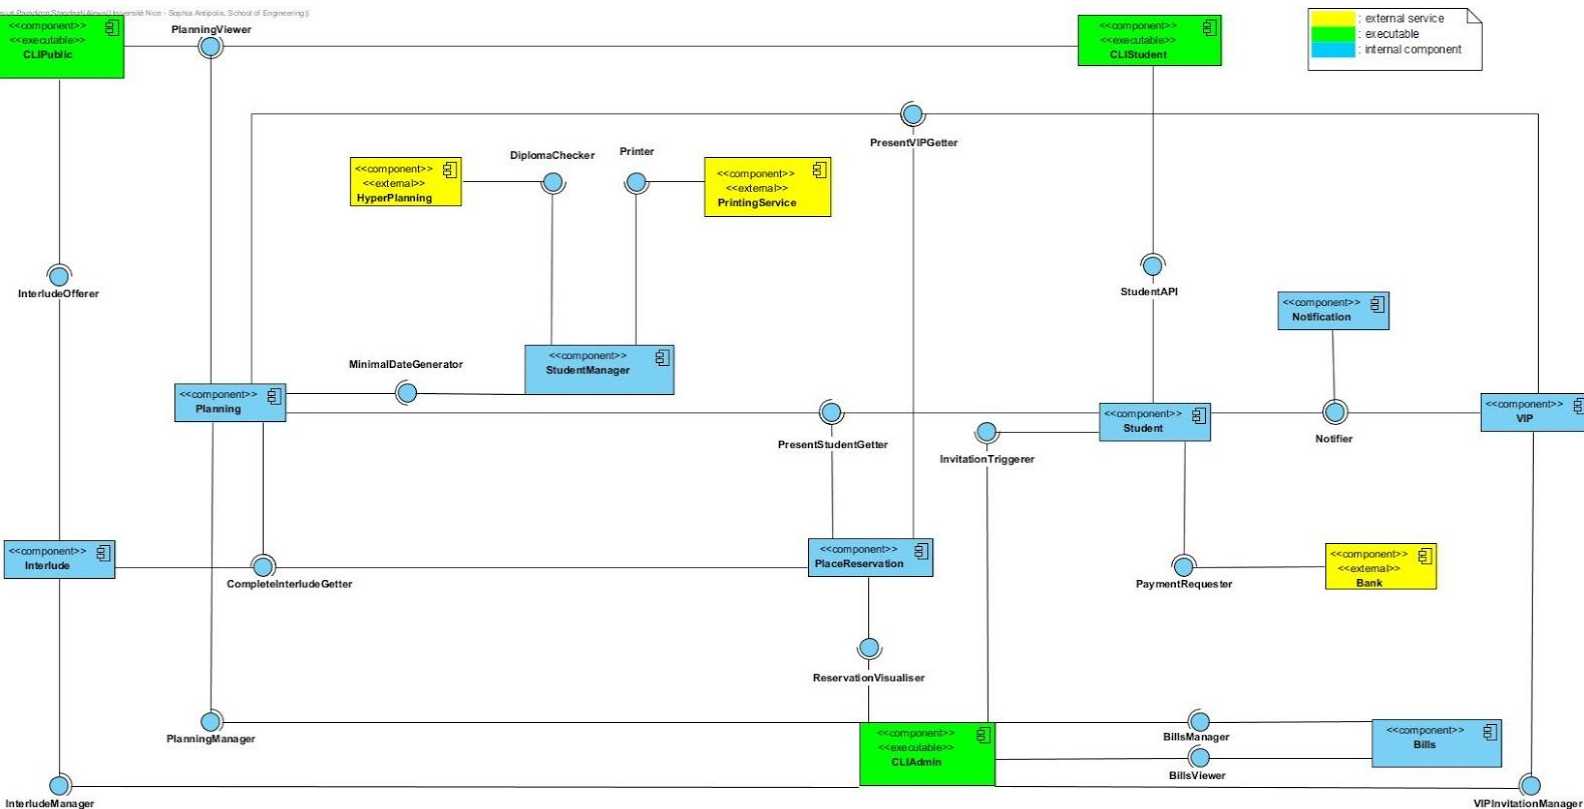 <<component>>
<<executable>>
CLIPublic
PlanningViewer
<<component>>
<<executable>>
CLIStudent
: external service
: executable
: internal component
PresentVIPGetter
DiplomaChecker
Printer
<<component>>
<<external>>
HyperPlanning
<<component>>
<<external>>
PrintingService
InterludeOfferer
StudentAPI
<<component>>
Notification
MinimalDateGenerator
<<component>>
StudentManager
<<component>>
Planning
<<component>>
Student
<<component>>
VIP
PresentStudentGetter
InvitationTriggerer
Notifier
<<component>>
Interlude
CompleteInterludeGetter
<<component>>
PlaceReservation
PaymentRequester
<<component>>
<<external>>
Bank
ReservationVisualiser
PlanningManager
<<component>>
<<executable>>
CLIAdmin
BillsManager
BillsViewer
<<component>>
Bills
InterludeManager
VIPInvitationManager